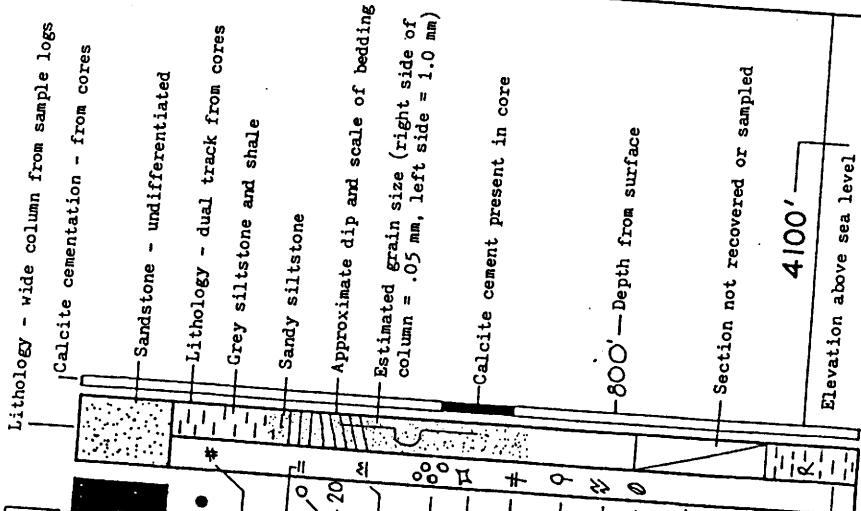 Lithology - wide column from sample logs
Calcite cementation - from cores
Sandstone - undifferentiated
Lithology - dual track from cores
Grey siltstone and shale
Sandy siltstone
Approximate dip and scale of bedding
Estimated grain size (right side of
column = .05 mm, left side = 1.0 mm)
Calcite cement present in core
800' — Depth from surface
Section not recovered or sampled
4100'
Elevation above sea level
20
R